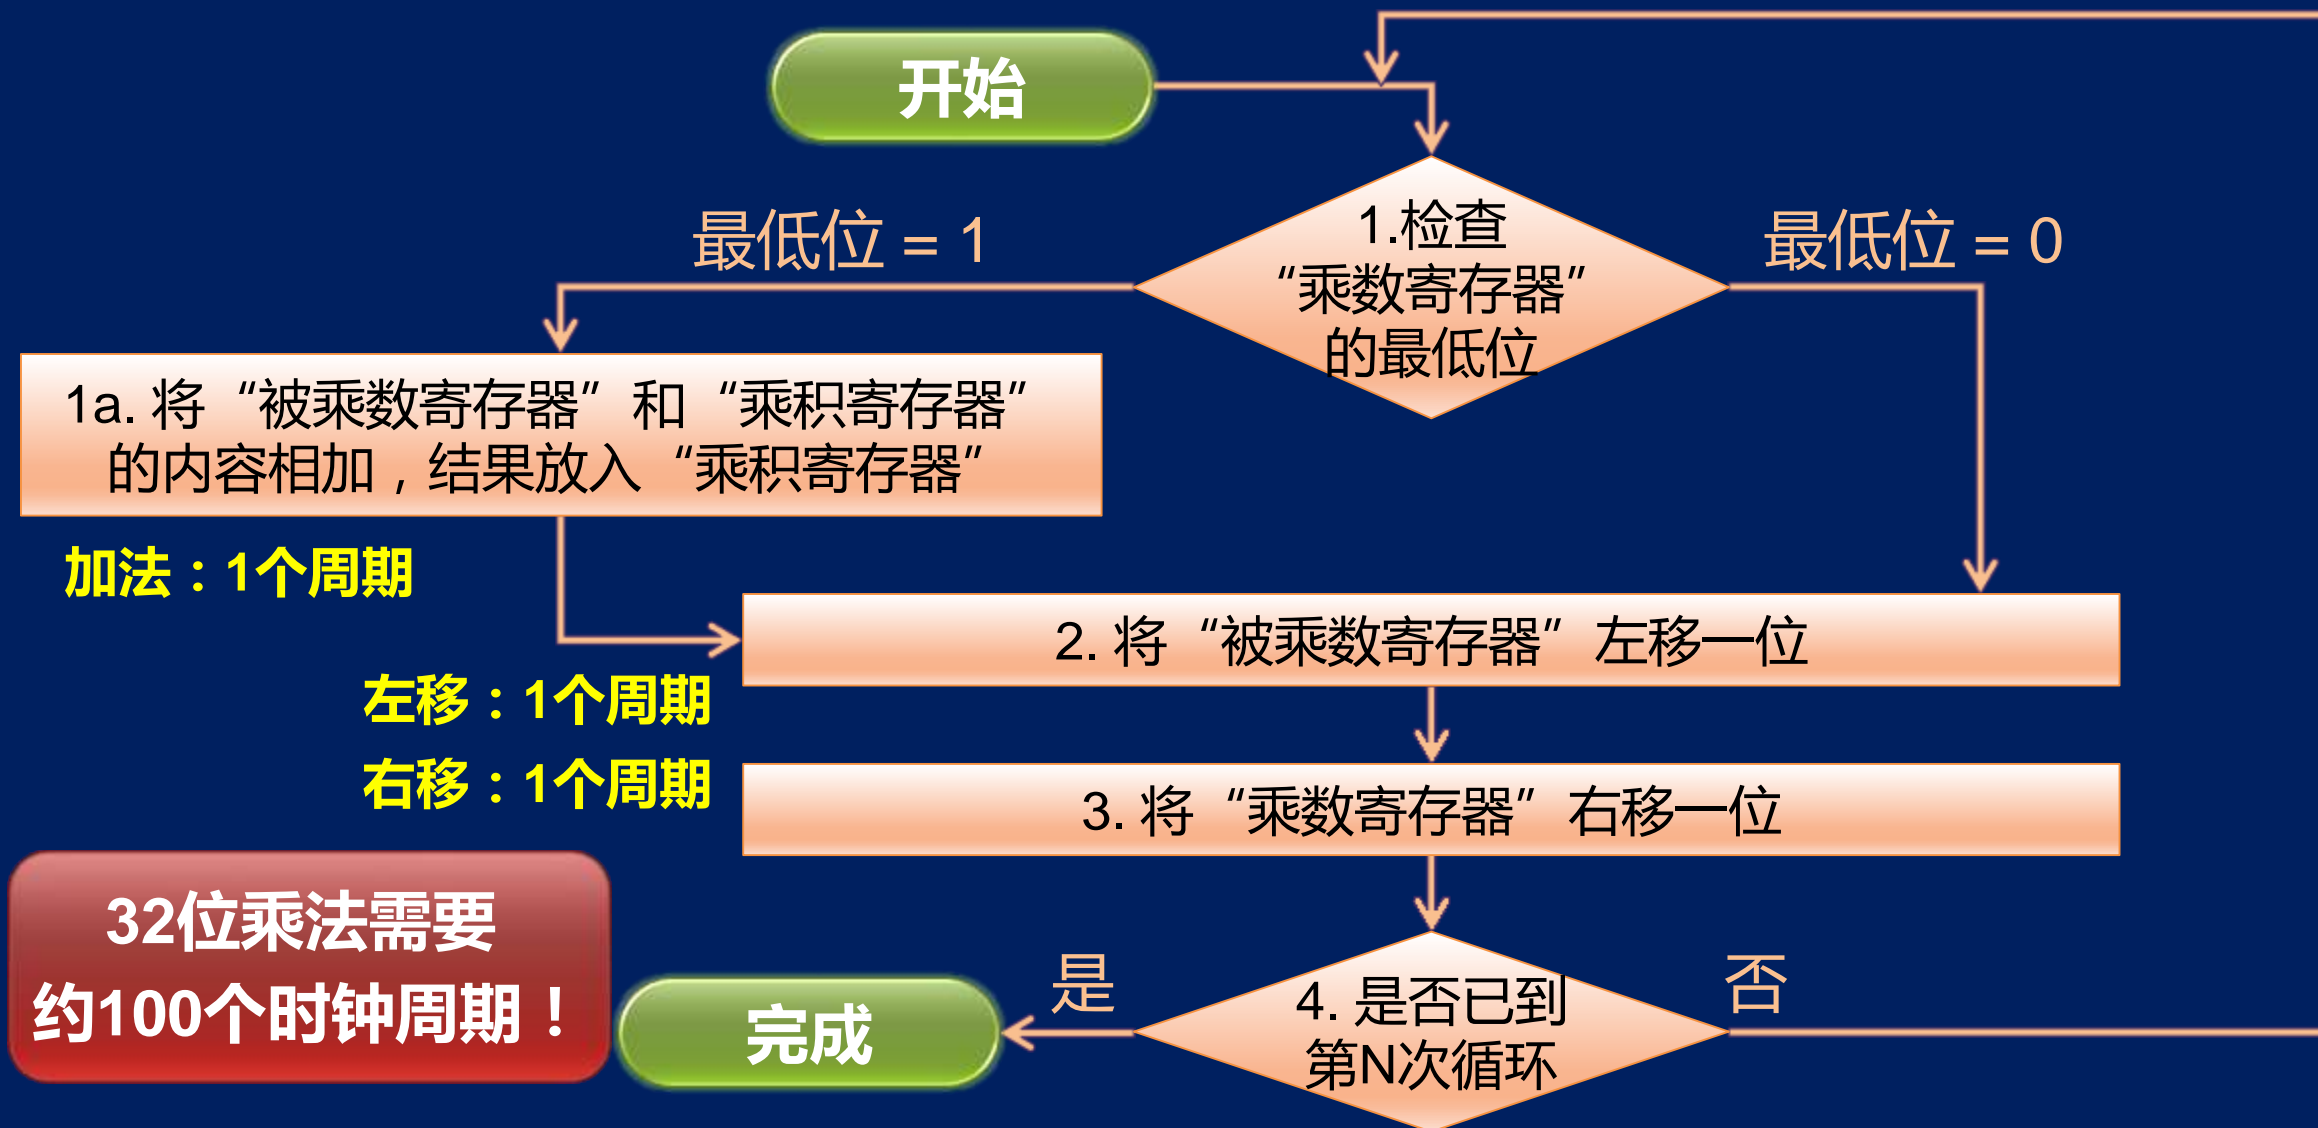 开始
1.检查
“乘数寄存器”
的最低位
最低位 = 1
最低位 = 0
1a. 将“被乘数寄存器”和“乘积寄存器”
的内容相加，结果放入“乘积寄存器”
加法：1个周期
2. 将“被乘数寄存器”左移一位
左移：1个周期
右移：1个周期
3. 将“乘数寄存器”右移一位
32位乘法需要
约100个时钟周期！
4. 是否已到
第N次循环
是
否
完成